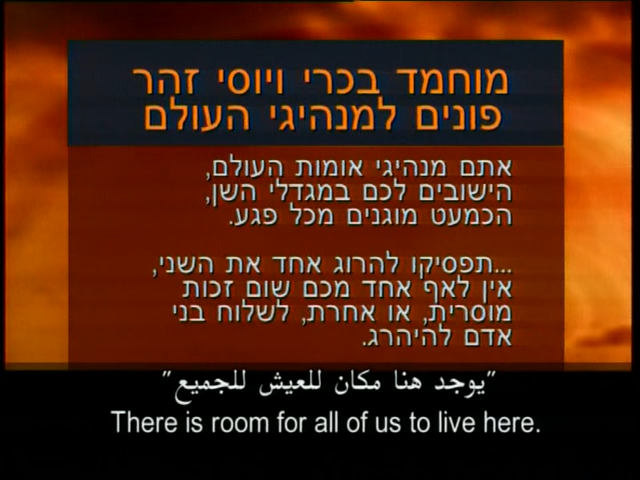 מוחמד בכרי ויוסי זהר
פונים למנהיגי העולם
אתם מנהיגי אומות העולם,
הישובים לכם במגדלי השן,
הכמעט מוגנים מכל פגע.
...תפסיקו להרוג אחד את השני,
אין לאף אחד מכם שום זכות
מוסרית, או אחרת, לשלוח בני
אדם להיהרג.
"يوجد هنا مكان للعيش للجميع"
There is room for all of us to live here.